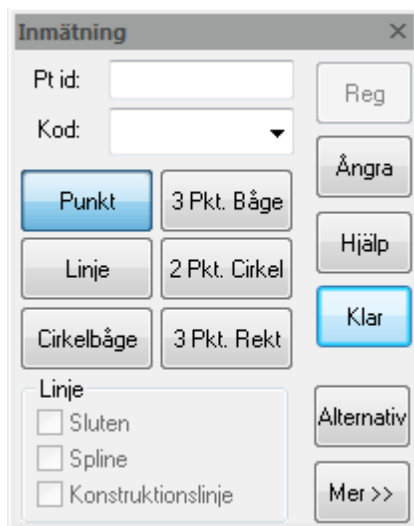 Inmätning
Pt id:
Reg
Kod:
Ångra
Punkt
3 Pkt. Båge
Hjälp
Linje
2 Pkt. Cirkel
Klar
Cirkelbåge
3 Pkt. Rekt
Linje
Sluten
Alternativ
Spline
Konstruktionslinje
Mer >>